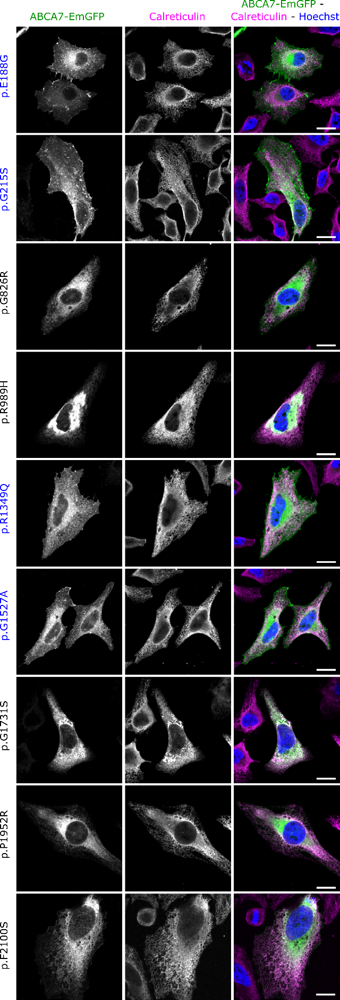 ABCA7-EmGFP
Calreticulin
ABCA7-EmGFP -
Calreticulin - Hoechst
p.E188G
p.G215S
p.G826R
p.R989H
p.R1349Q
p.G1527A
p.G1731S
p.P1952R
p.F2100S